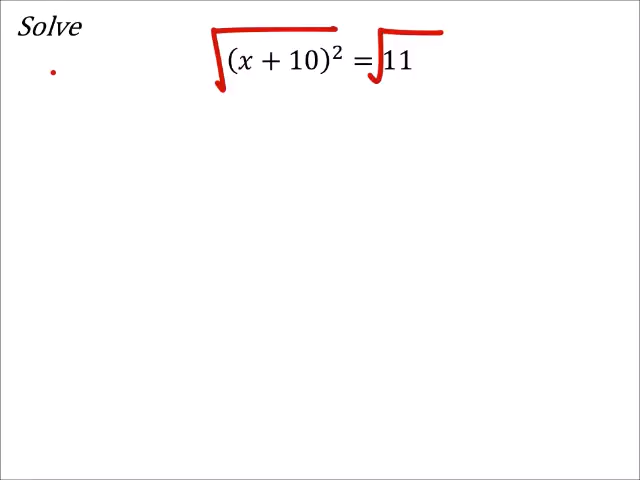 Solve
√(x + 10)² = √11